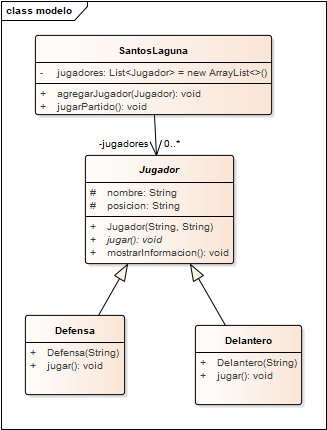 class modelo
SantosLaguna
- jugadores: List<Jugador> = new ArrayList<>()
+ agregarJugador(Jugador): void
+ jugarPartido(): void
-jugadores 0..*
Jugador
# nombre: String
# posicion: String
+ Jugador(String, String)
+ jugar(): void
+ mostrarInformacion(): void
Defensa
+ Defensa(String)
+ jugar(): void
Delantero
+ Delantero(String)
+ jugar(): void